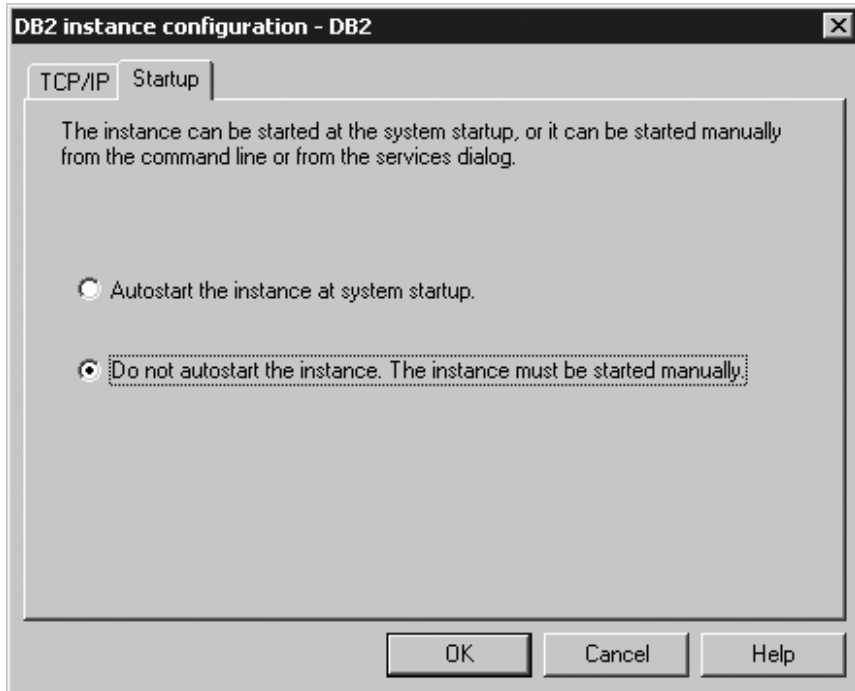 DB2 instance configuration - DB2
TCP/IP
Startup
The instance can be started at the system startup, or it can be started manually
from the command line or from the services dialog.
Autostart the instance at system startup.
Do not autostart the instance. The instance must be started manually.
OK
Cancel
Help